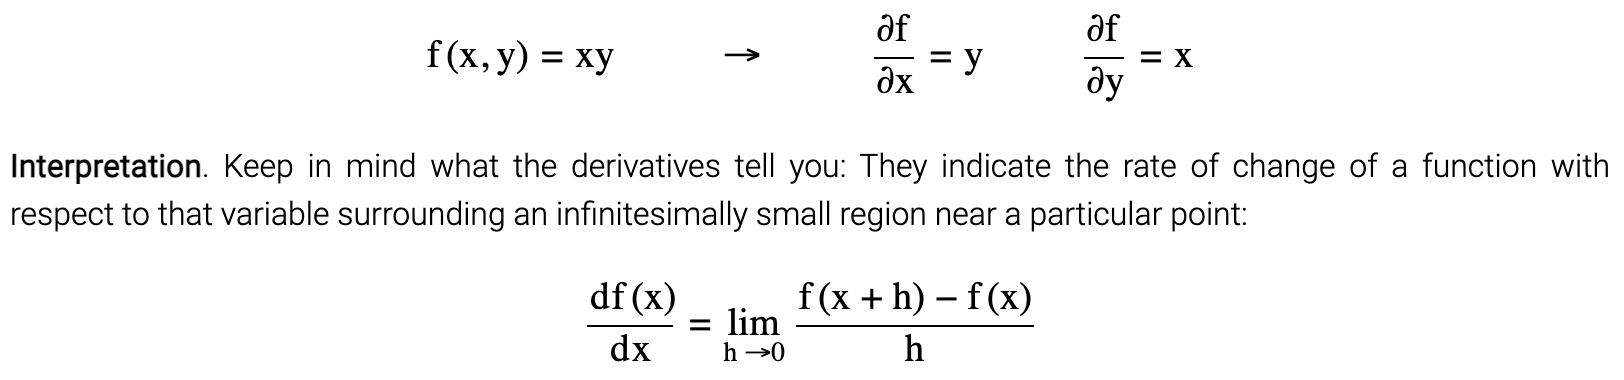 f(x,y) = xy → ∂f/∂x = y ∂f/∂y = x
Interpretation. Keep in mind what the derivatives tell you: They indicate the rate of change of a function with
respect to that variable surrounding an infinitesimally small region near a particular point:
df(x)/dx = lim h→0 f(x + h) − f(x)/h